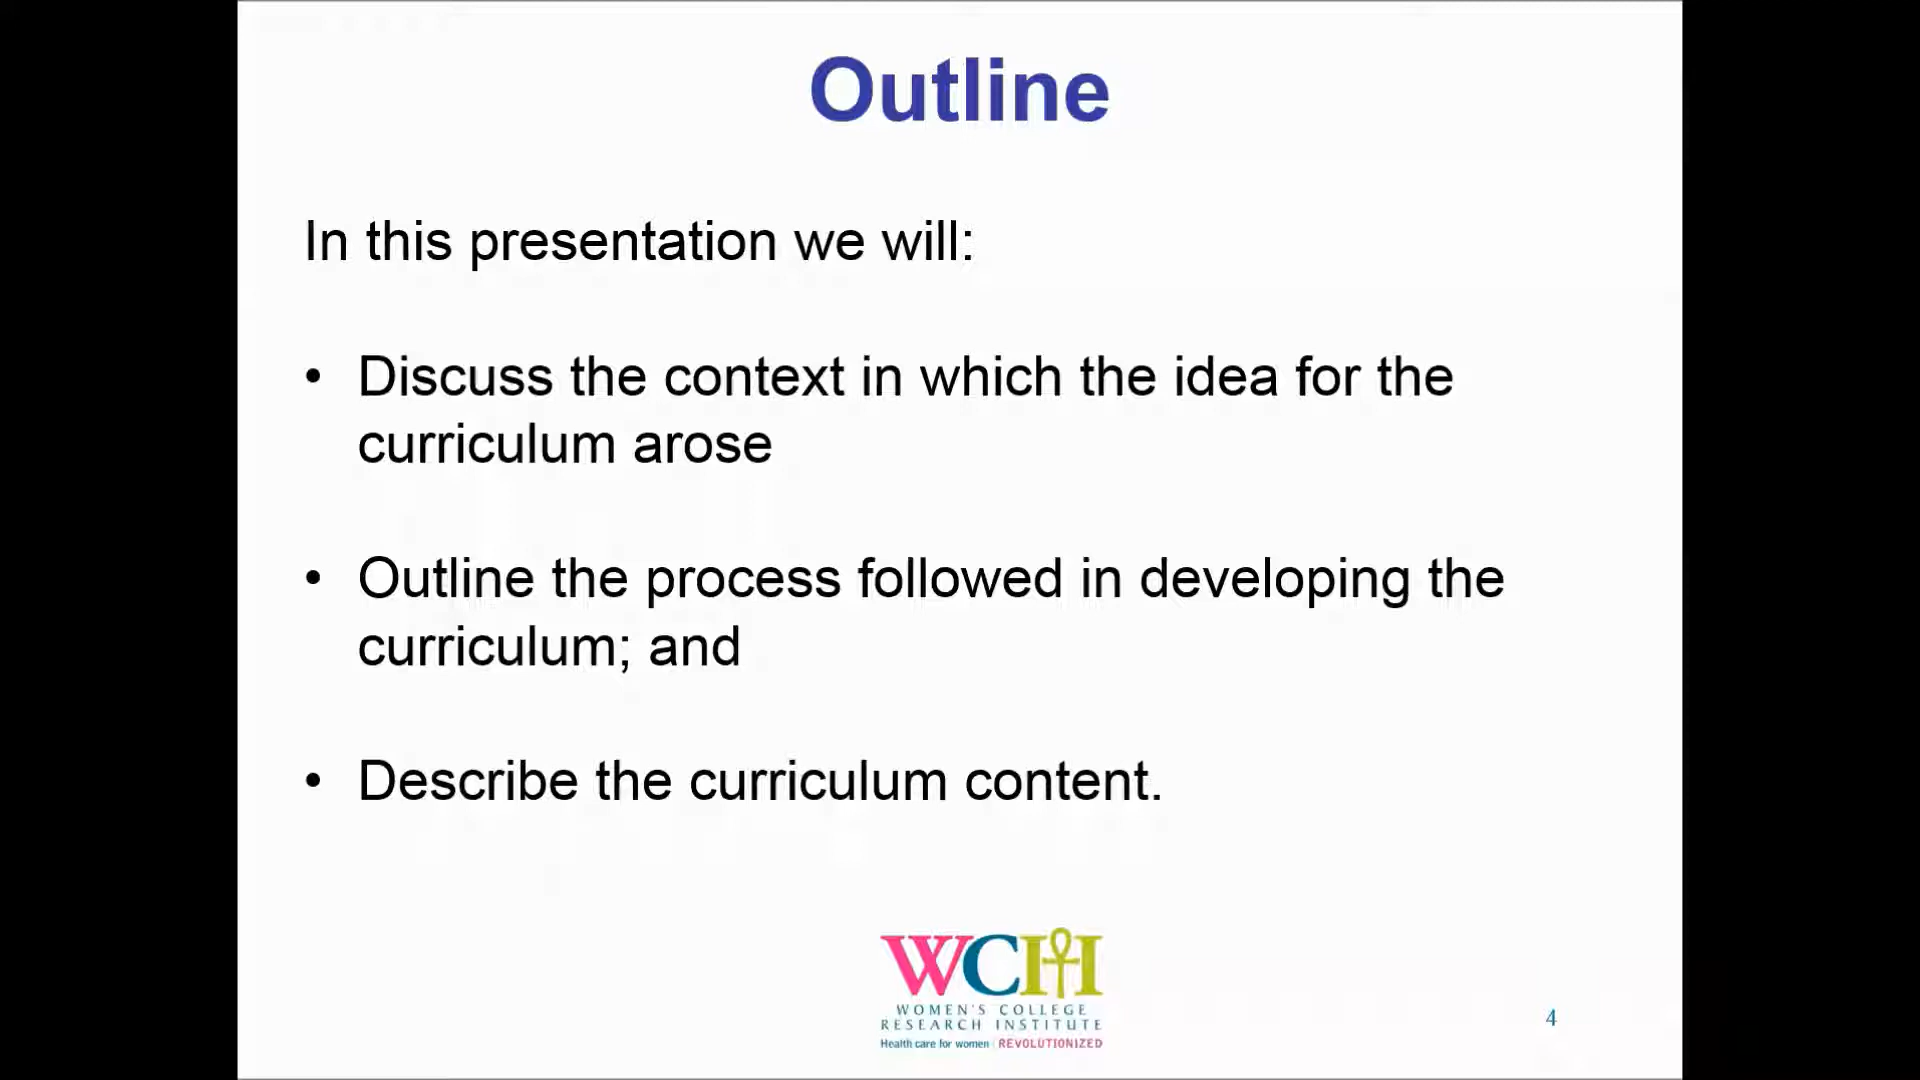 Outline
In this presentation we will:
• Discuss the context in which the idea for the
curriculum arose
• Outline the process followed in developing the
curriculum; and
• Describe the curriculum content.
WCH
WOMEN'S COLLEGE
RESEARCH INSTITUTE
Health care for women | REVOLUTIONIZED
4